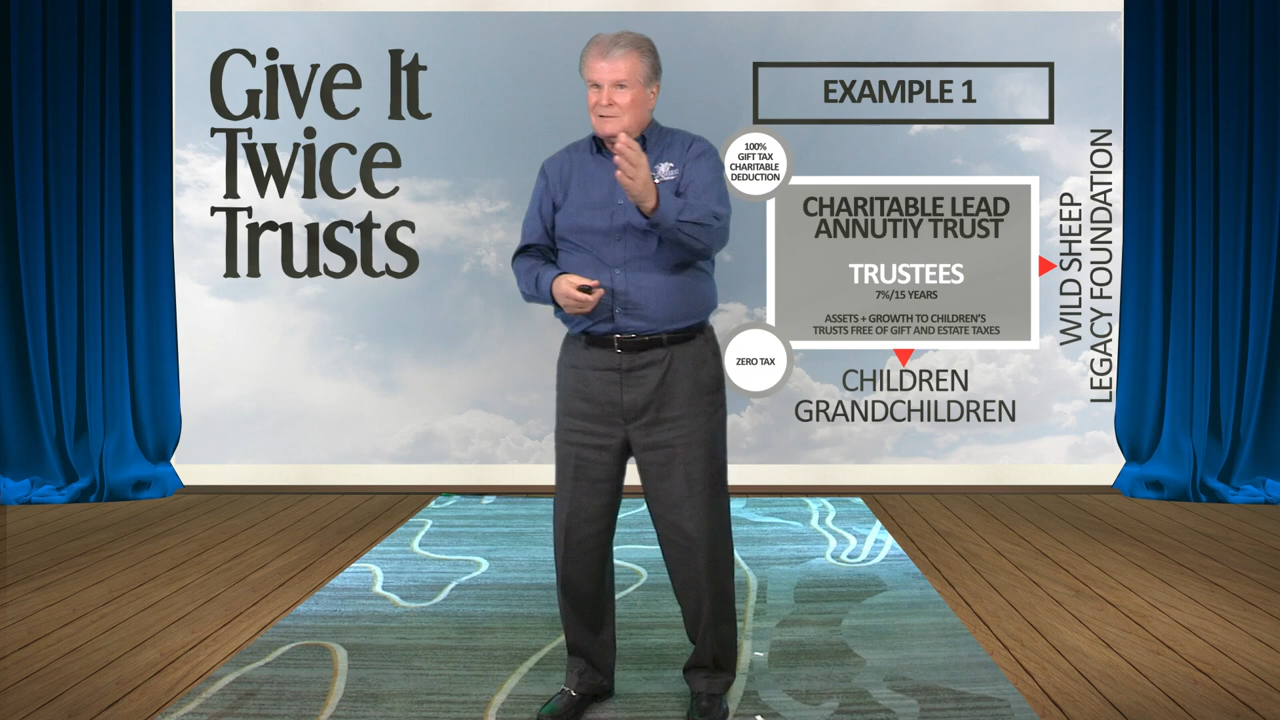 Give It
Twice
Trusts
EXAMPLE 1
100%
GIFT TAX
CHARITABLE
DEDUCTION
CHARITABLE LEAD
ANNUTIY TRUST
TRUSTEES
7%/15 YEARS
ASSETS + GROWTH TO CHILDREN'S
TRUSTS FREE OF GIFT AND ESTATE TAXES
ZERO TAX
CHILDREN
GRANDCHILDREN
WILD SHEEP
LEGACY FOUNDATION